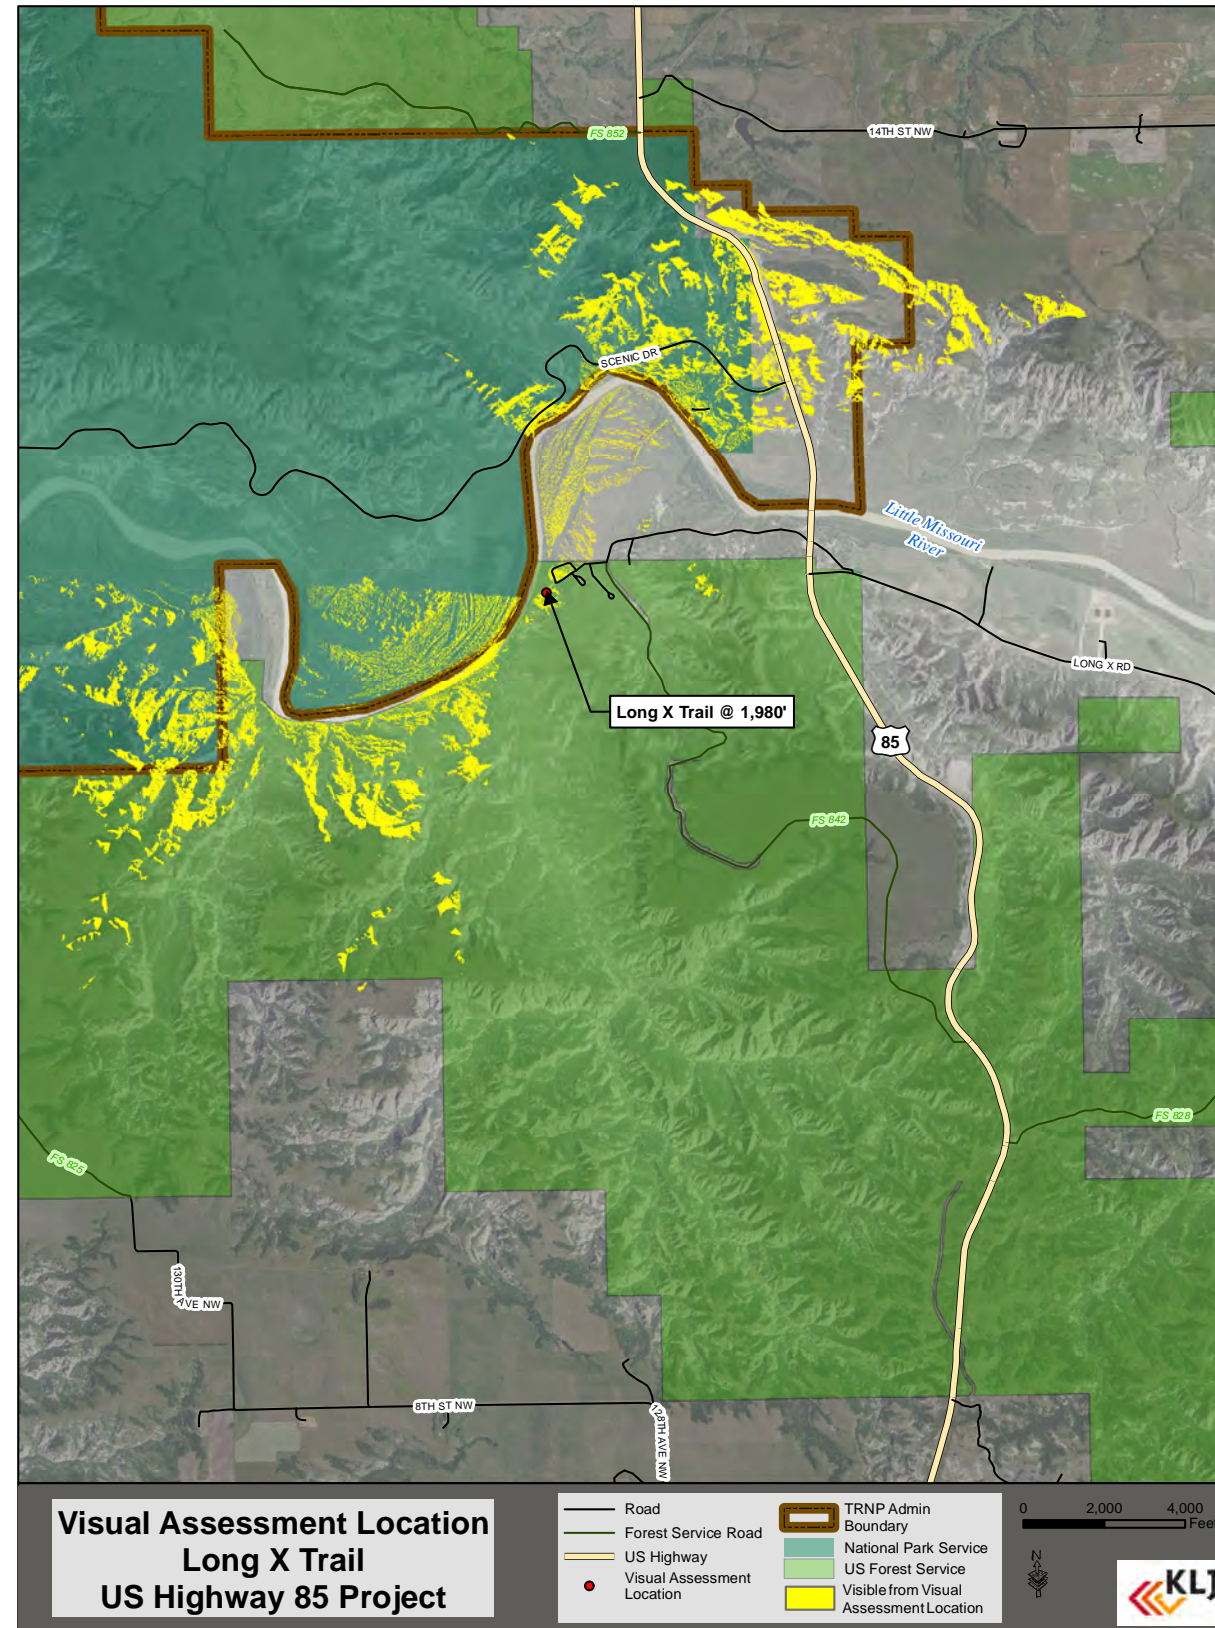 FS 852
14TH ST NW
SCENIC DR
Little Missouri
River
LONG X RD
Long X Trail @ 1,980'
85
FS 842
FS 828
FS 825
130TH AVE NW
8TH ST NW
128TH AVE NW
Visual Assessment Location
Long X Trail
US Highway 85 Project
Road
Forest Service Road
US Highway
Visual Assessment
Location
TRNP Admin
Boundary
National Park Service
US Forest Service
Visible from Visual
Assessment Location
0 2,000 4,000
Feet
N
KLJ